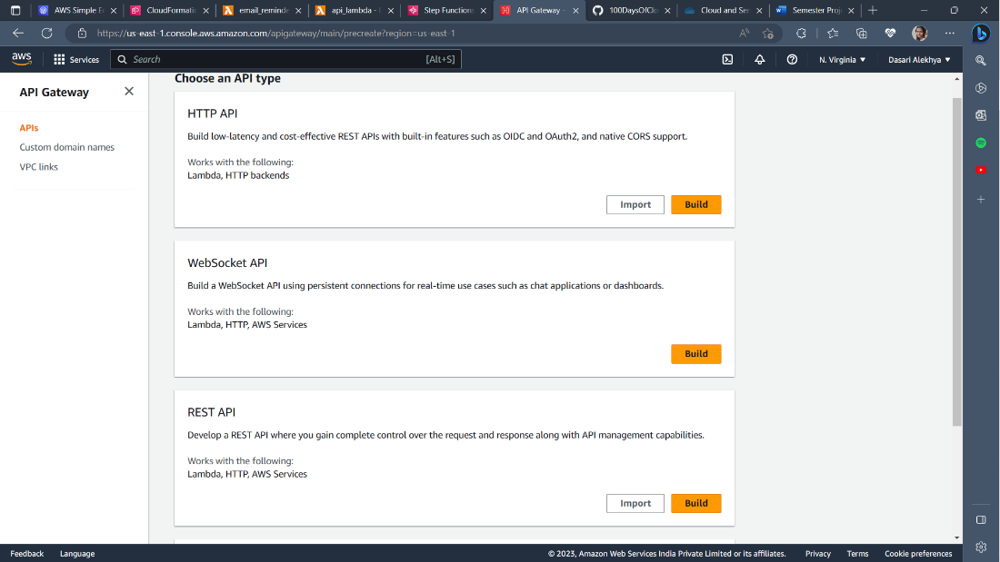 AWS Simple E
CloudFormatio
email_reminde
api_lambda -
Step Function
API Gateway -
100DaysOfClo
Cloud and Ser
Semester Proj
https://us-east-1.console.aws.amazon.com/apigateway/main/precreate?region=us-east-1
aws
Services
Search
[Alt+S]
N. Virginia
Dasari Alekhya
API Gateway
APIs
Custom domain names
VPC links
Choose an API type
HTTP API
Build low-latency and cost-effective REST APIs with built-in features such as OIDC and OAuth2, and native CORS support.
Works with the following:
Lambda, HTTP backends
Import
Build
WebSocket API
Build a WebSocket API using persistent connections for real-time use cases such as chat applications or dashboards.
Works with the following:
Lambda, HTTP, AWS Services
Build
REST API
Develop a REST API where you gain complete control over the request and response along with API management capabilities.
Works with the following:
Lambda, HTTP, AWS Services
Import
Build
Feedback
Language
© 2023, Amazon Web Services India Private Limited or its affiliates.
Privacy
Terms
Cookie preferences